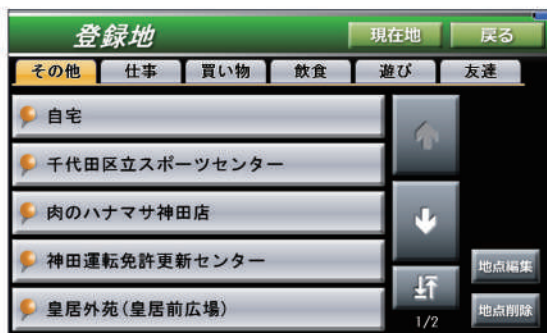 登録地 現在地 戻る
その他 仕事 買い物 飲食 遊び 友達
自宅
千代田区立スポーツセンター
肉のハナマサ神田店
神田運転免許更新センター
地点編集
皇居外苑(皇居前広場)
1/2 地点削除